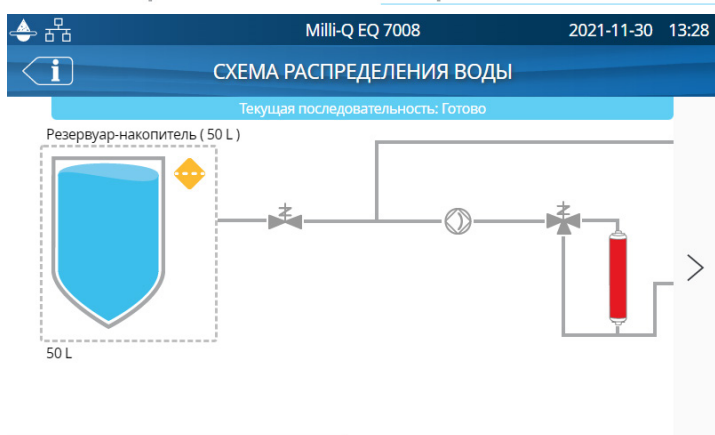 Milli-Q EQ 7008 2021-11-30 13:28
i СХЕМА РАСПРЕДЕЛЕНИЯ ВОДЫ
Текущая последовательность: Готово
Резервуар-накопитель ( 50 L )
50 L